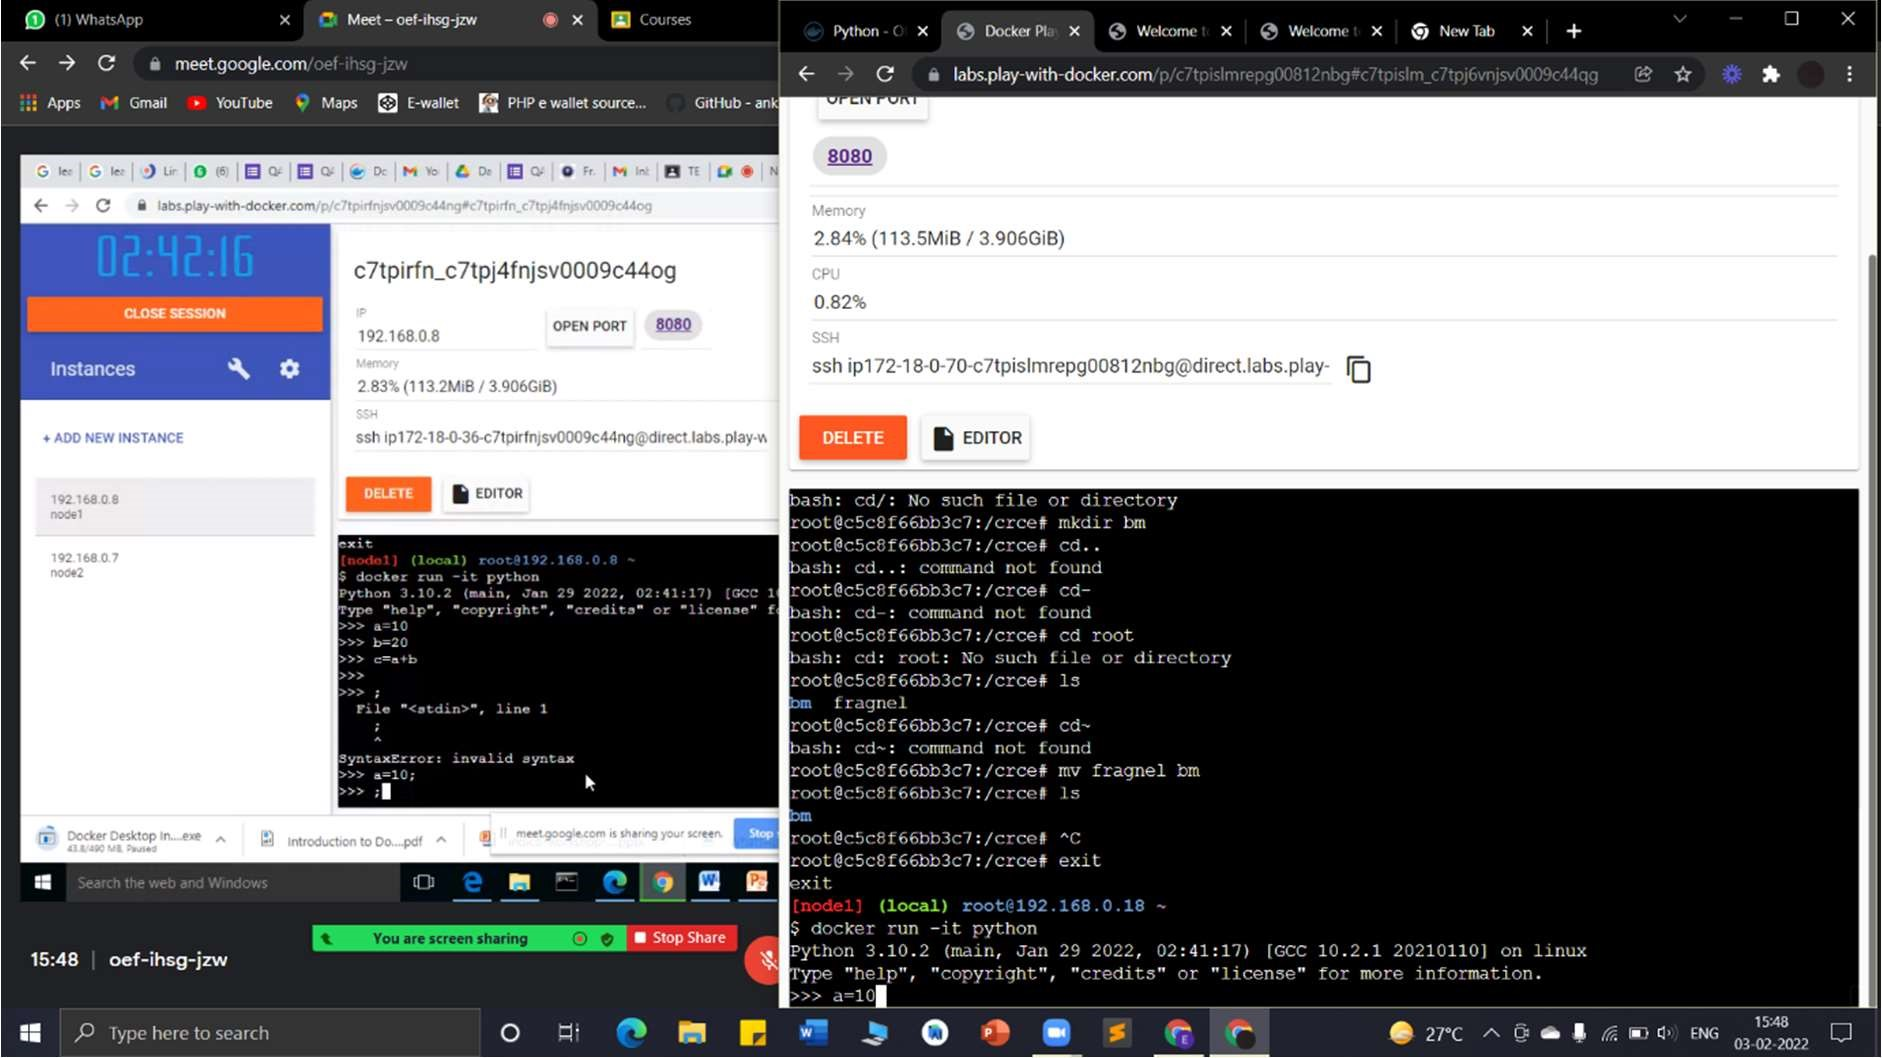 (1) WhatsApp
Meet – oef-ihsg-jzw
Courses
meet.google.com/oef-ihsg-jzw
Apps
Gmail
YouTube
Maps
E-wallet
PHP e wallet source...
GitHub - ank
labs.play-with-docker.com/p/c7tpirfnjsv0009c44ng#c7tpirfn_c7tpj4fnjsv0009c44og
02:42:16
CLOSE SESSION
Instances
+ ADD NEW INSTANCE
192.168.0.8
node1
192.168.0.7
node2
c7tpirfn_c7tpj4fnjsv0009c44og
IP
192.168.0.8
OPEN PORT
8080
Memory
2.83% (113.2MiB / 3.906GiB)
SSH
ssh ip172-18-0-36-c7tpirfnjsv0009c44ng@direct.labs.play-w
DELETE
EDITOR
exit
[node1] (local) root@192.168.0.8 ~
$ docker run -it python
Python 3.10.2 (main, Jan 29 2022, 02:41:17) [GCC 10
Type "help", "copyright", "credits" or "license" fo
>>> a=10
>>> b=20
>>> c=a+b
>>>
>>> ;
File "<stdin>", line 1
;
^
SyntaxError: invalid syntax
>>> a=10;
>>> ;
Docker Desktop In....exe
43.8/490 MB, Paused
Introduction to Do....pdf
meet.google.com is sharing your screen.
Stop
Search the web and Windows
You are screen sharing
Stop Share
15:48 | oef-ihsg-jzw
Python - O
Docker Pla
Welcome t
Welcome t
New Tab
labs.play-with-docker.com/p/c7tpislmrepg00812nbg#c7tpislm_c7tpj6vnjsv0009c44qg
OPEN PORT
8080
Memory
2.84% (113.5MiB / 3.906GiB)
CPU
0.82%
SSH
ssh ip172-18-0-70-c7tpislmrepg00812nbg@direct.labs.play-
DELETE
EDITOR
bash: cd/: No such file or directory
root@c5c8f66bb3c7:/crce# mkdir bm
root@c5c8f66bb3c7:/crce# cd..
bash: cd..: command not found
root@c5c8f66bb3c7:/crce# cd-
bash: cd-: command not found
root@c5c8f66bb3c7:/crce# cd root
bash: cd: root: No such file or directory
root@c5c8f66bb3c7:/crce# ls
bm fragnel
root@c5c8f66bb3c7:/crce# cd~
bash: cd~: command not found
root@c5c8f66bb3c7:/crce# mv fragnel bm
root@c5c8f66bb3c7:/crce# ls
bm
root@c5c8f66bb3c7:/crce# ^C
root@c5c8f66bb3c7:/crce# exit
exit
[node1] (local) root@192.168.0.18 ~
$ docker run -it python
Python 3.10.2 (main, Jan 29 2022, 02:41:17) [GCC 10.2.1 20210110] on linux
Type "help", "copyright", "credits" or "license" for more information.
>>> a=10
Type here to search
27°C
ENG
15:48
03-02-2022